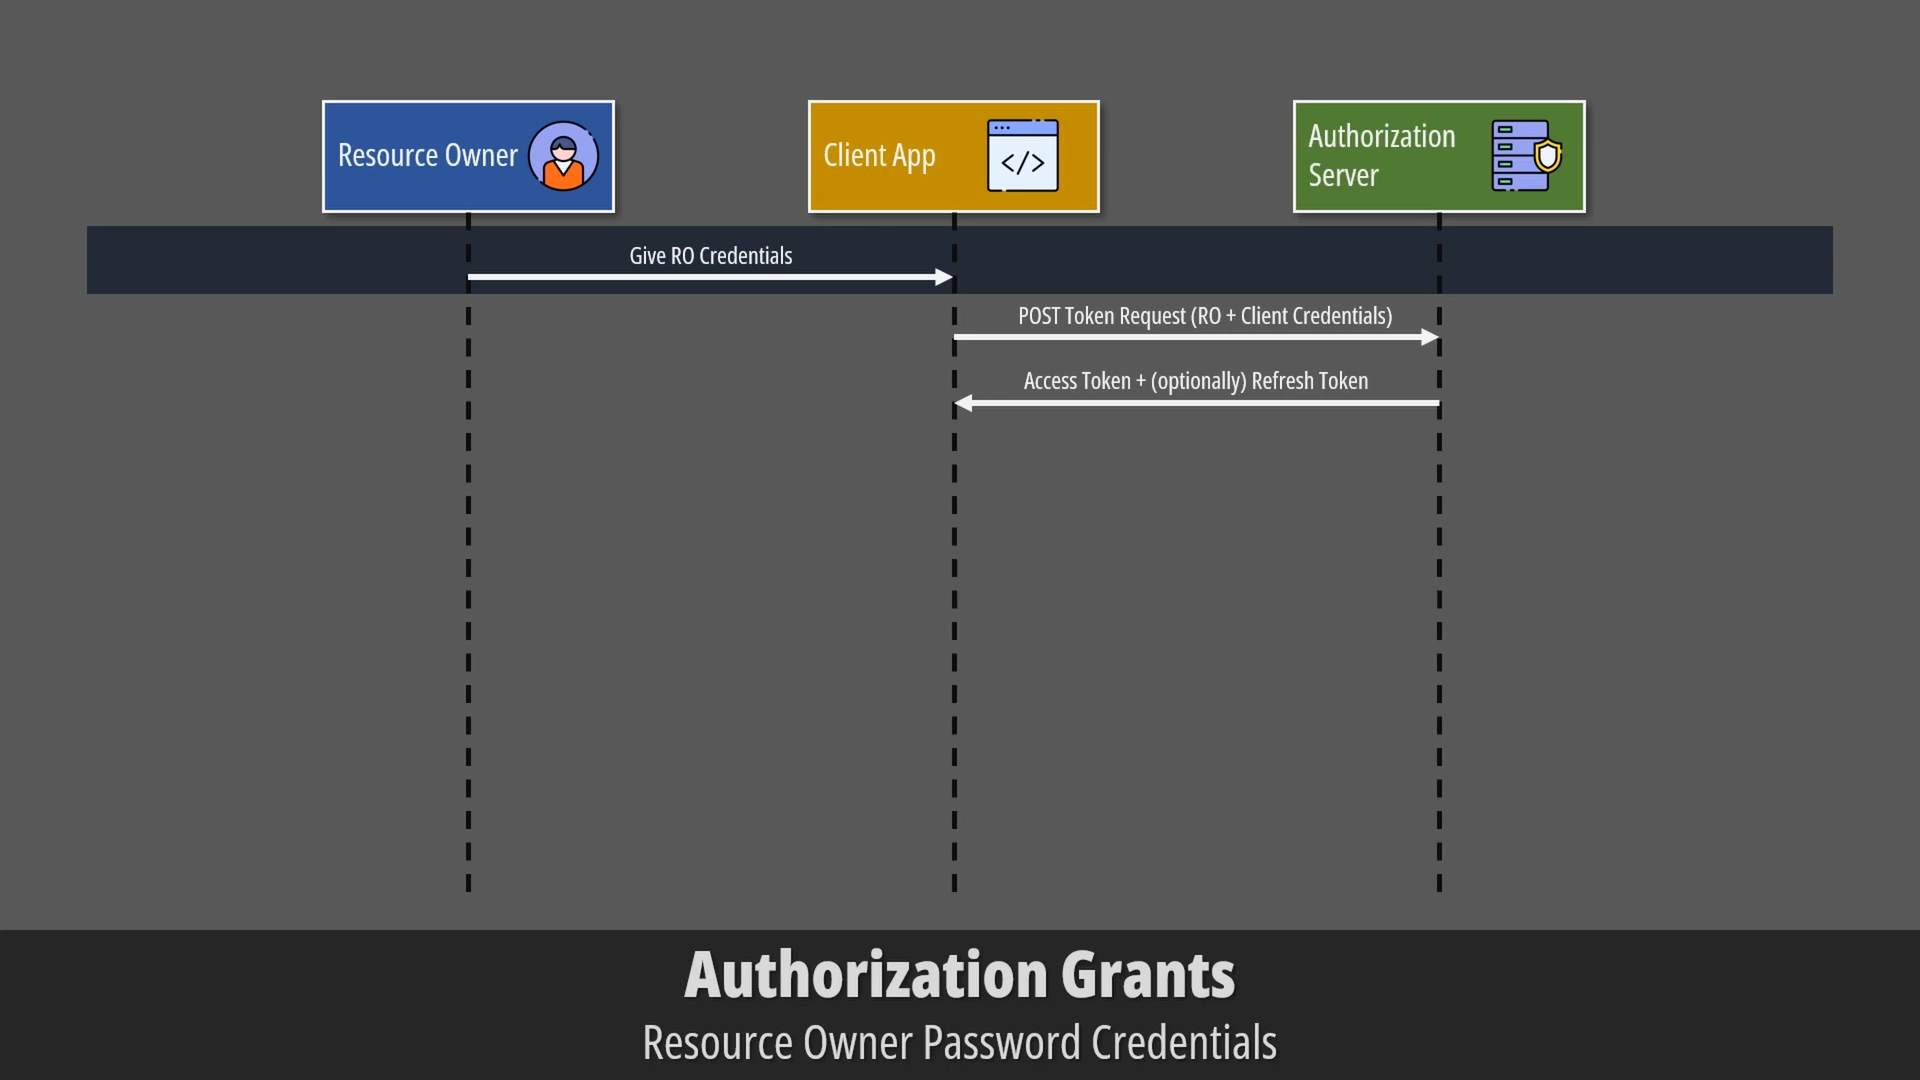 Resource Owner
Client App
Authorization
Server
Give RO Credentials
POST Token Request (RO + Client Credentials)
Access Token + (optionally) Refresh Token
Authorization Grants
Resource Owner Password Credentials